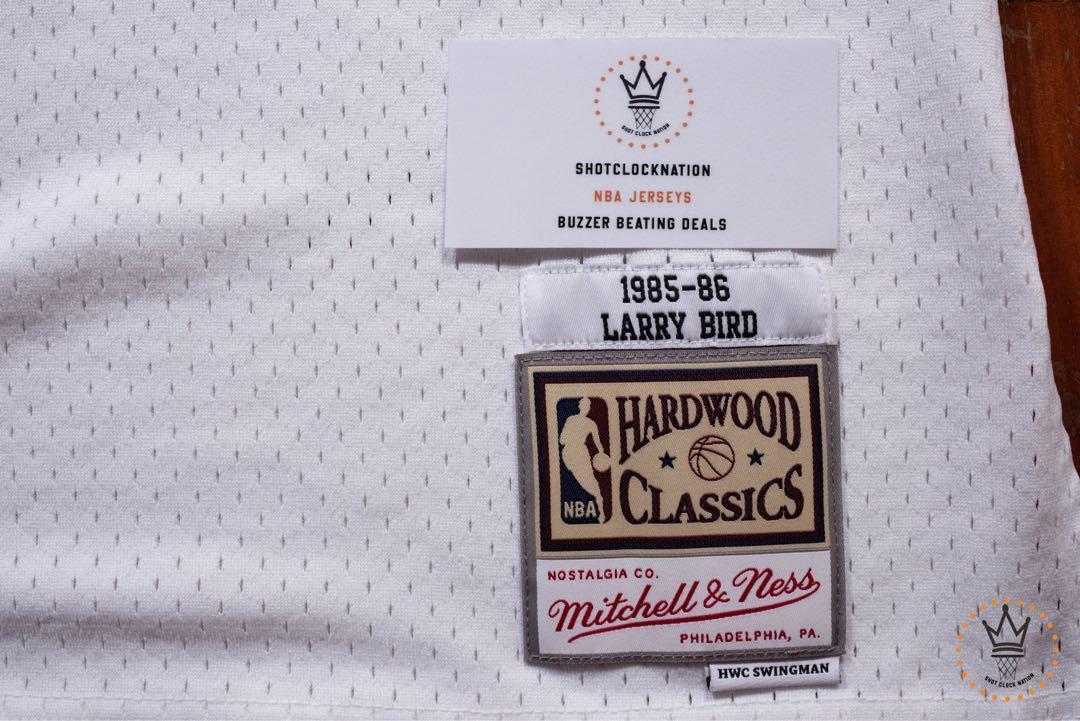 SHOT CLOCK NATION
SHOTCLOCKNATION
NBA JERSEYS
BUZZER BEATING DEALS
1985-86
LARRY BIRD
HARDWOOD
CLASSICS
NBA
NOSTALGIA CO.
Mitchell & Ness
PHILADELPHIA, PA.
HWC SWINGMAN
SHOT CLOCK NATION